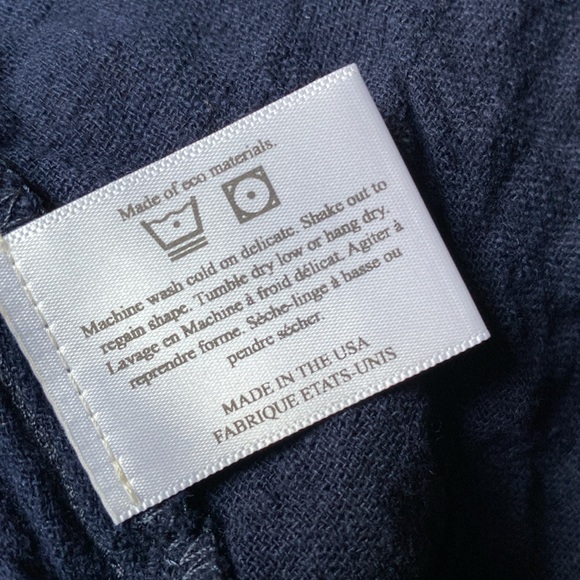 Made of eco materials.
Machine wash cold on delicate. Shake out to
regain shape. Tumble dry low or hang dry.
Lavage en Machine à froid délicat. Agiter à
reprendre forme. Sèche-linge à basse ou
pendre sécher.
MADE IN THE USA
FABRIQUE ETATS-UNIS